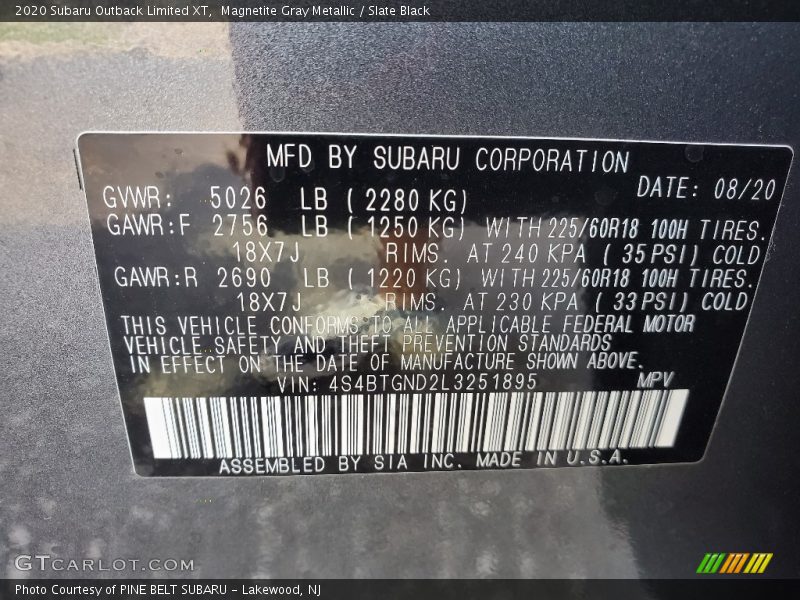 2020 Subaru Outback Limited XT, Magnetite Gray Metallic / Slate Black
MFD BY SUBARU CORPORATION
GVWR: 5026 LB ( 2280 KG) DATE: 08/20
GAWR:F 2756 LB ( 1250 KG) WITH 225/60R18 100H TIRES.
18X7J RIMS. AT 240 KPA ( 35 PSI) COLD
GAWR:R 2690 LB ( 1220 KG) WITH 225/60R18 100H TIRES.
18X7J RIMS. AT 230 KPA ( 33 PSI) COLD
THIS VEHICLE CONFORMS TO ALL APPLICABLE FEDERAL MOTOR
VEHICLE SAFETY AND THEFT PREVENTION STANDARDS
IN EFFECT ON THE DATE OF MANUFACTURE SHOWN ABOVE.
VIN: 4S4BTGND2L3251895 MPV
ASSEMBLED BY SIA INC. MADE IN U.S.A.
GTCARLOT.COM
Photo Courtesy of PINE BELT SUBARU - Lakewood, NJ